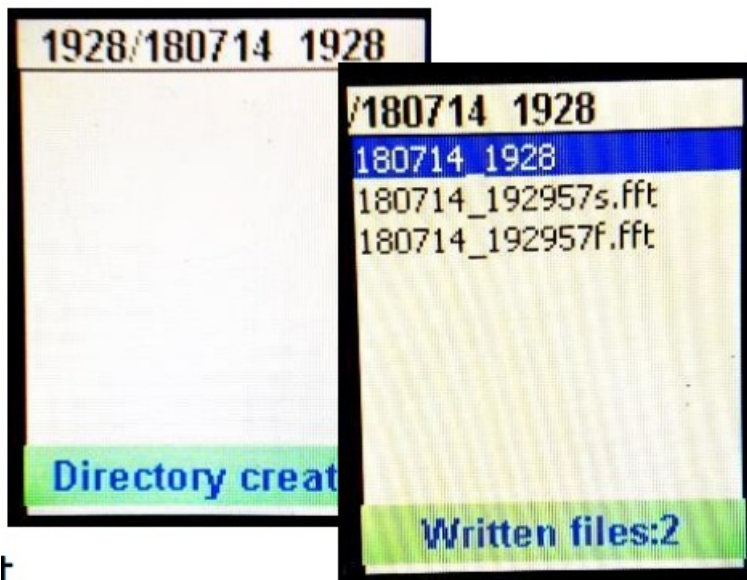 1928/180714 1928
Directory creat
/180714 1928
180714_1928
180714_192957s.fft
180714_192957f.fft
Written files:2